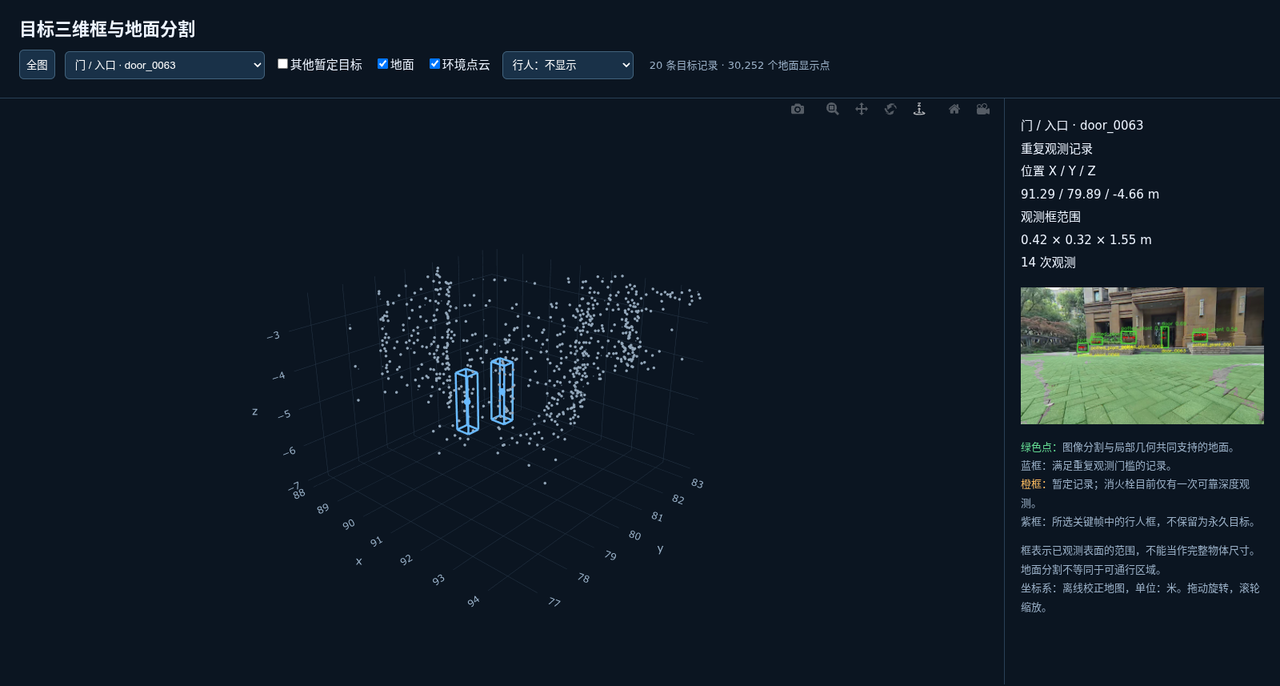 目标三维框与地面分割
全图 门 / 入口 · door_0063 其他暂定目标 地面 环境点云 行人：不显示 20 条目标记录 · 30,252 个地面显示点
−3
−4
z
−5
−6
−7
88
89
90
91
x
92
93
94
77
78
79
y
80
81
82
83
门 / 入口 · door_0063
重复观测记录
位置 X / Y / Z
91.29 / 79.89 / -4.66 m
观测框范围
0.42 × 0.32 × 1.55 m
14 次观测
绿色点：图像分割与局部几何共同支持的地面。
蓝框：满足重复观测门槛的记录。
橙框：暂定记录；消火栓目前仅有一次可靠深度观
测。
紫框：所选关键帧中的行人框，不保留为永久目标。
框表示已观测表面的范围，不能当作完整物体尺寸。
地面分割不等同于可通行区域。
坐标系：离线校正地图，单位：米。拖动旋转，滚轮
缩放。